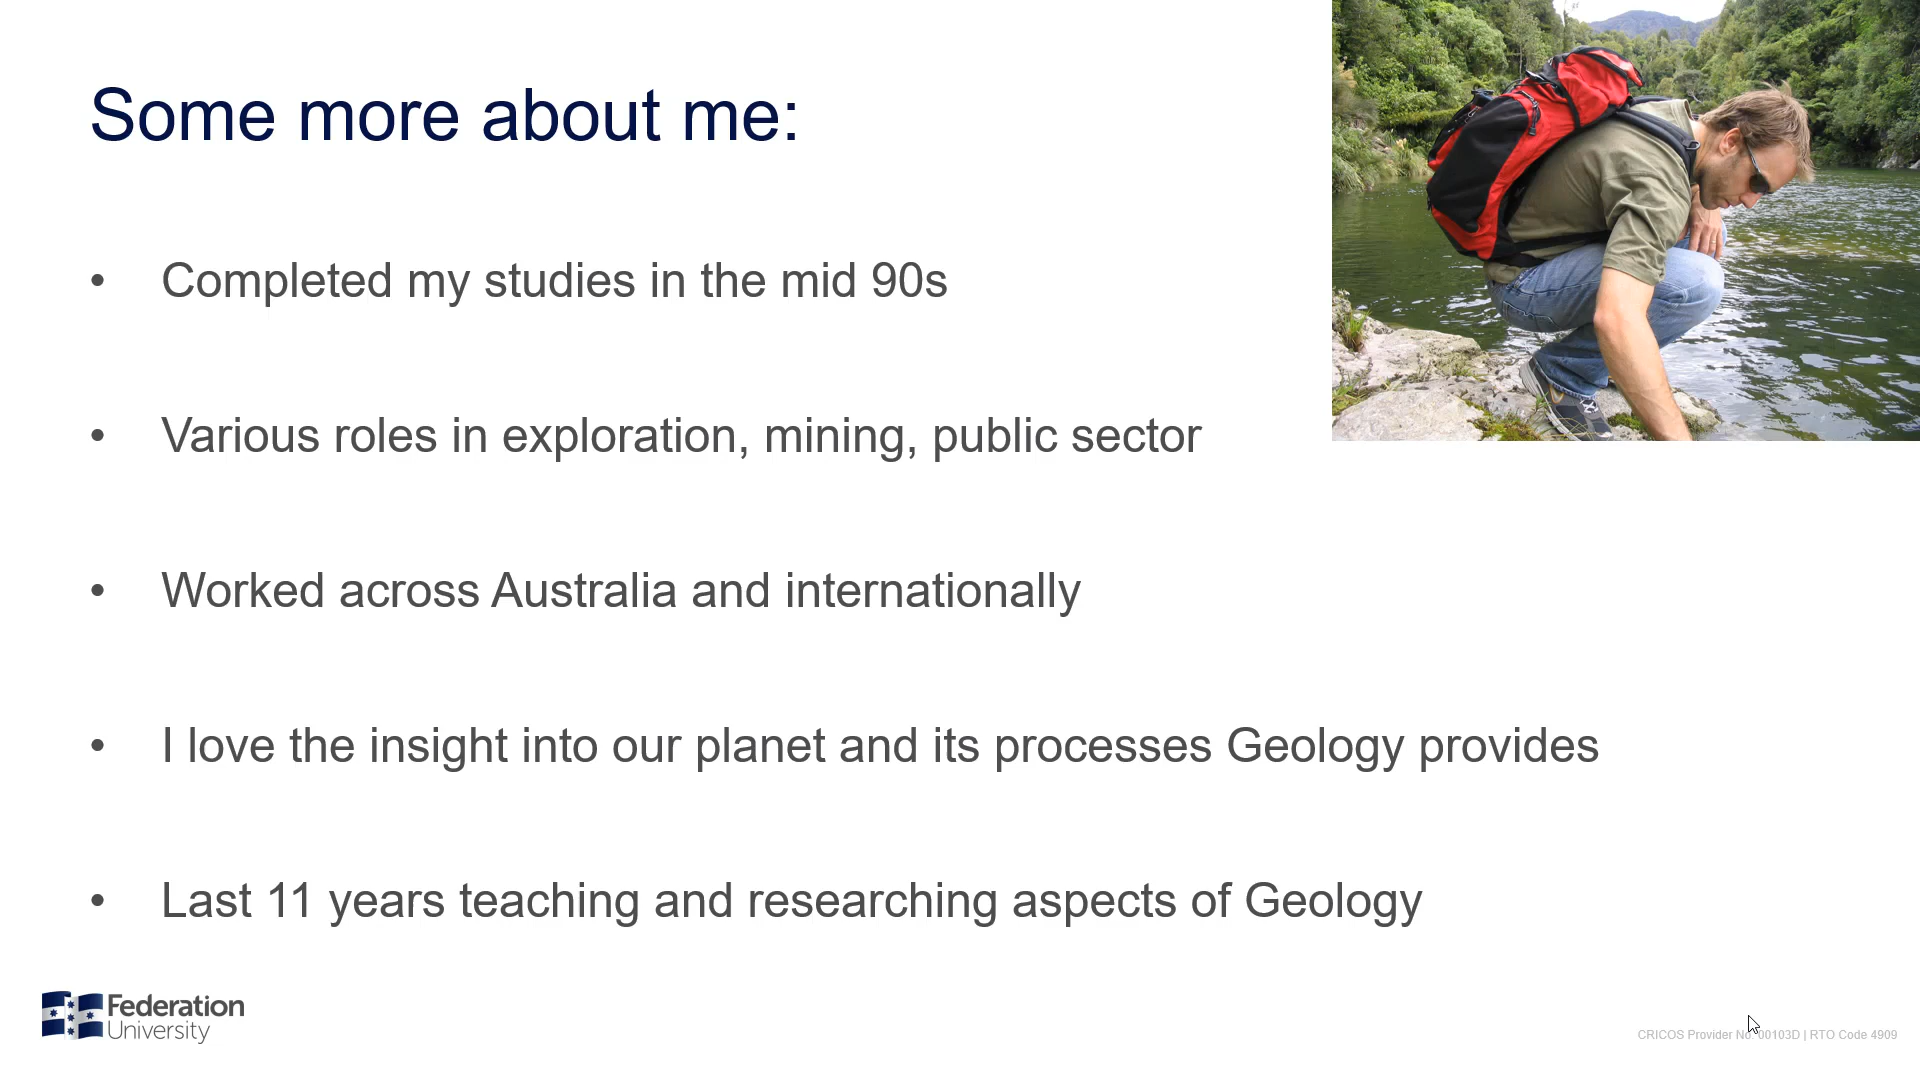 Some more about me:
• Completed my studies in the mid 90s
• Various roles in exploration, mining, public sector
• Worked across Australia and internationally
• I love the insight into our planet and its processes Geology provides
• Last 11 years teaching and researching aspects of Geology
Federation
University
CRICOS Provider No. 00103D | RTO Code 4909